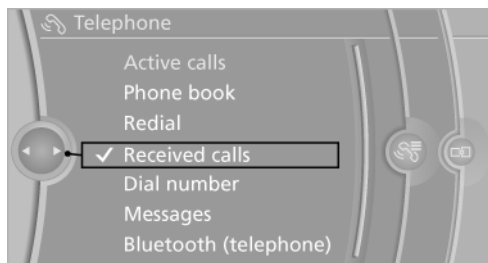 Telephone
Active calls
Phone book
Redial
Received calls
Dial number
Messages
Bluetooth (telephone)